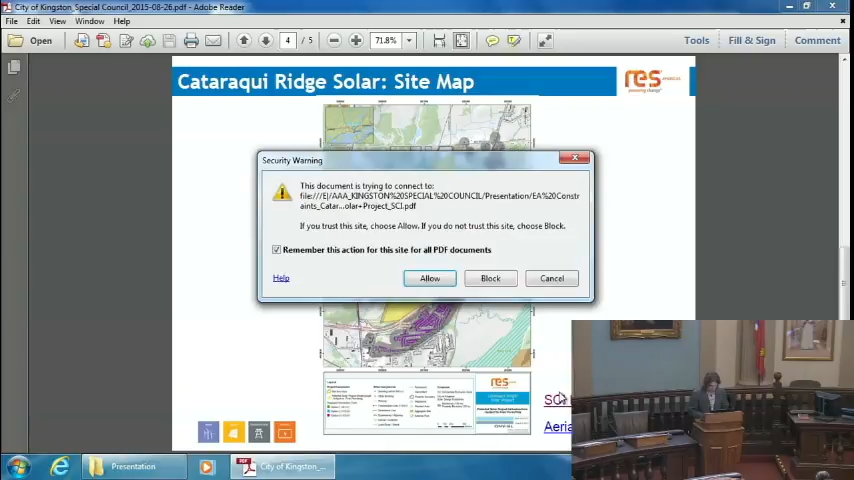 City of Kingston_Special Council_2015-08-26.pdf - Adobe Reader
File Edit View Window Help
Open 4 / 5 71.8% Tools Fill & Sign Comment
Cataraqui Ridge Solar: Site Map
res
Security Warning
This document is trying to connect to:
file:///E|/AAA_KINGSTON%20SPECIAL%20COUNCIL/Presentation/EA%20Constr
aints_Catar...olar+Project_SCI.pdf
If you trust this site, choose Allow. If you do not trust this site, choose Block.
Remember this action for this site for all PDF documents
Help Allow Block Cancel
res
Aeria
Presentation
City of Kingston_...